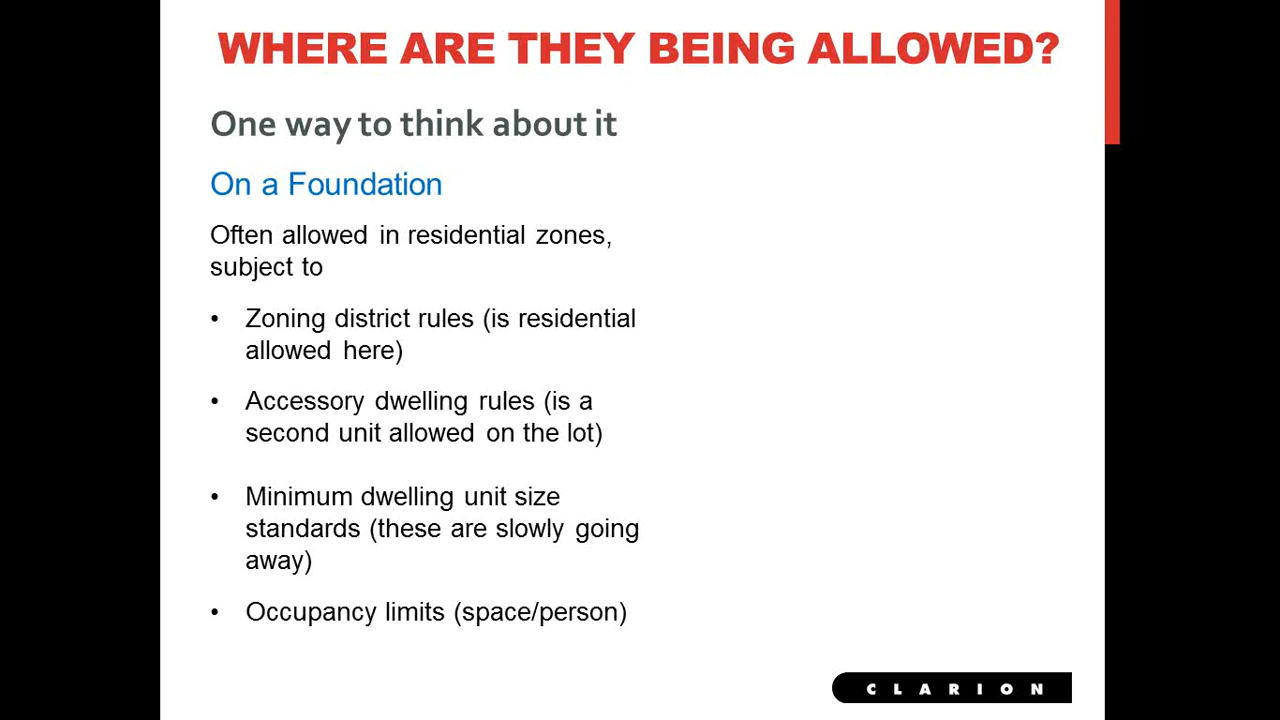 WHERE ARE THEY BEING ALLOWED?
One way to think about it
On a Foundation
Often allowed in residential zones,
subject to
• Zoning district rules (is residential
allowed here)
• Accessory dwelling rules (is a
second unit allowed on the lot)
• Minimum dwelling unit size
standards (these are slowly going
away)
• Occupancy limits (space/person)
CLARION